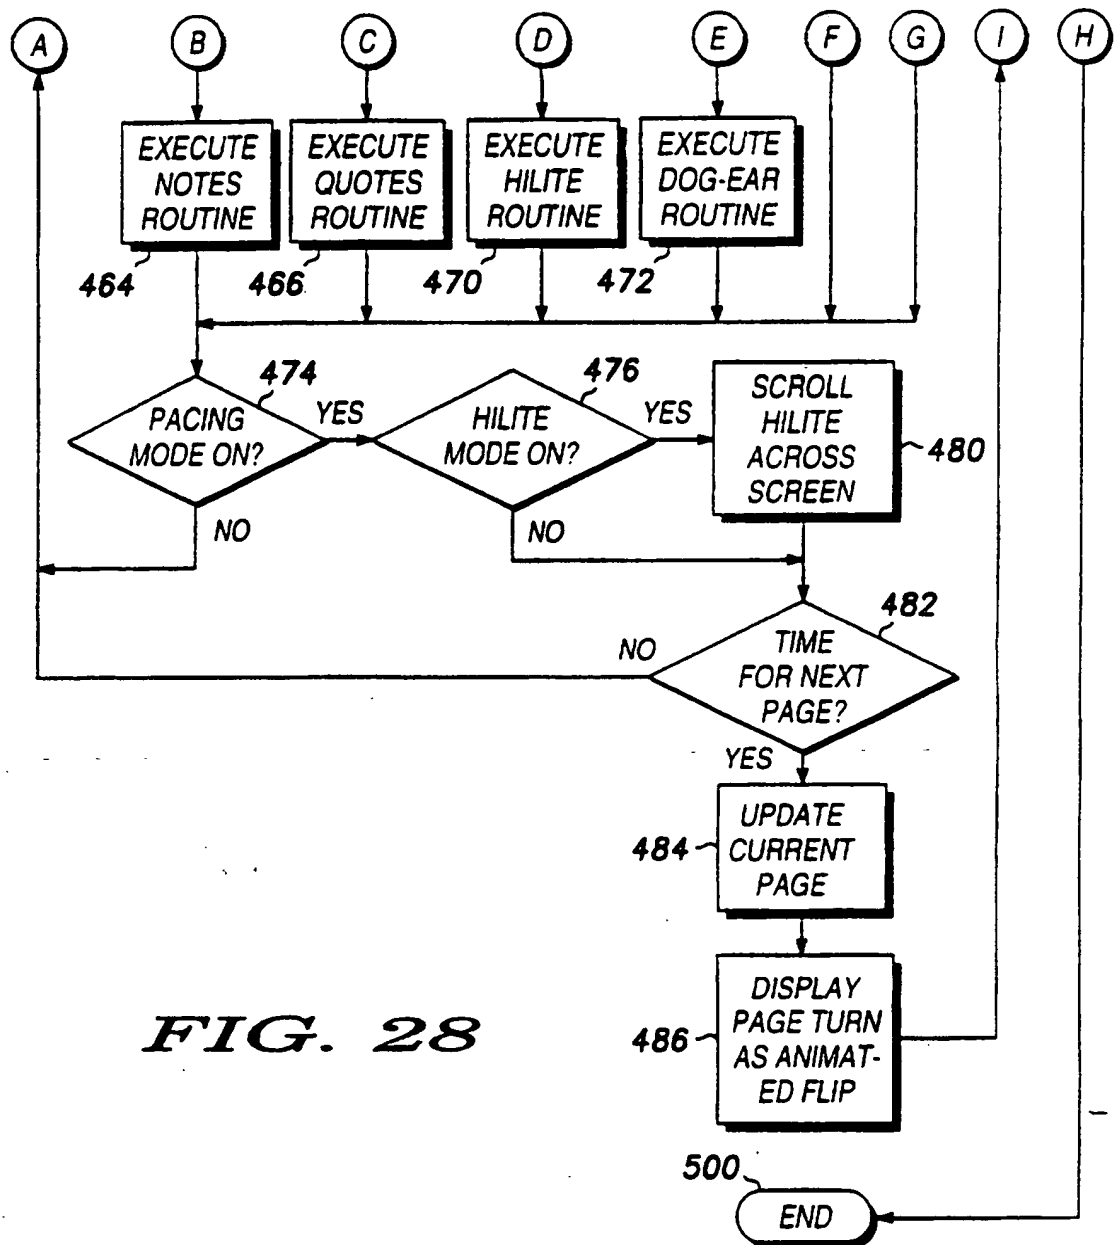 A B C D E F G I H
EXECUTE
NOTES
ROUTINE
464
EXECUTE
QUOTES
ROUTINE
466
EXECUTE
HILITE
ROUTINE
470
EXECUTE
DOG-EAR
ROUTINE
472
PACING
MODE ON?
474
YES
NO
HILITE
MODE ON?
476
YES
NO
SCROLL
HILITE
ACROSS
SCREEN
480
TIME
FOR NEXT
PAGE?
482
NO
YES
UPDATE
CURRENT
PAGE
484
DISPLAY
PAGE TURN
AS ANIMAT-
ED FLIP
486
FIG. 28
500
END